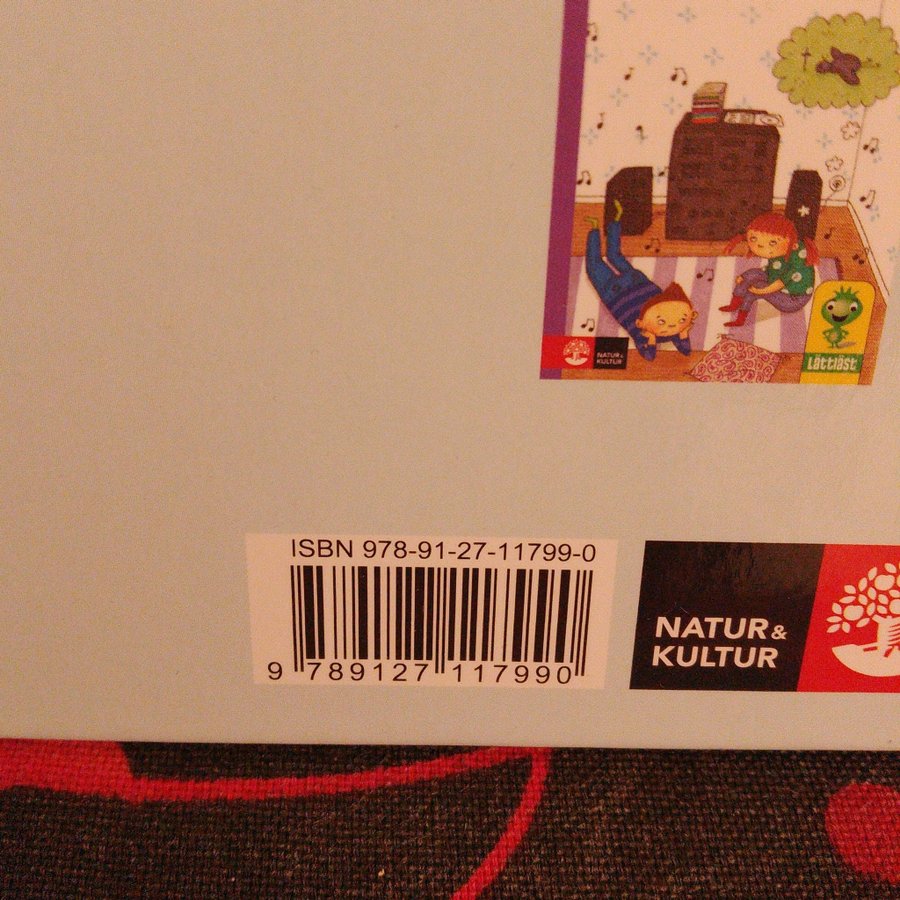 NATUR &
KULTUR
Lättläst
ISBN 978-91-27-11799-0
9 789127 117990
NATUR &
KULTUR